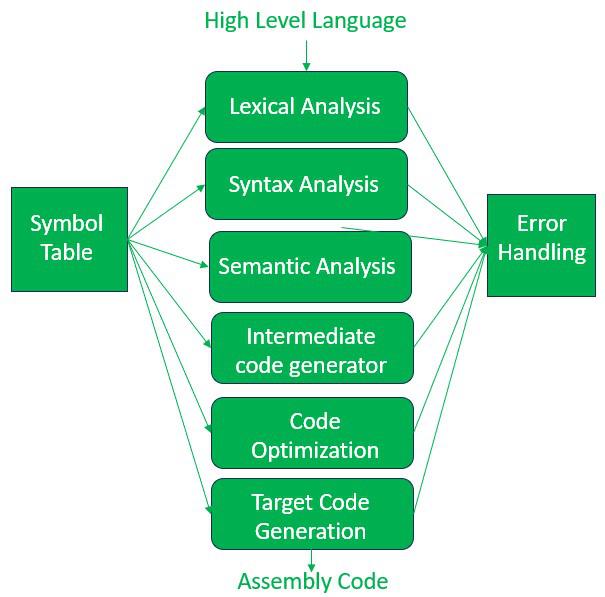 High Level Language
Lexical Analysis
Syntax Analysis
Symbol
Table
Error
Handling
Semantic Analysis
Intermediate
code generator
Code
Optimization
Target Code
Generation
Assembly Code